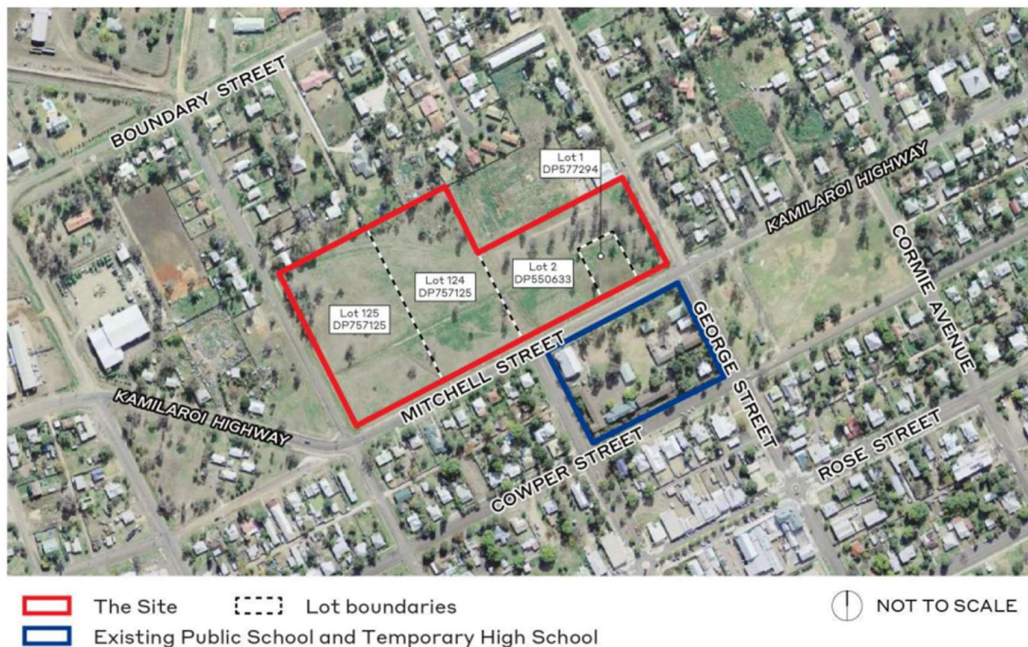 BOUNDARY STREET
Lot 1
DP577294
KAMILAROI HIGHWAY
CORMIE AVENUE
Lot 124
DP757125
Lot 2
DP550633
Lot 125
DP757125
MITCHELL STREET
GEORGE STREET
KAMILAROI HIGHWAY
COWPER STREET
ROSE STREET
The Site
Lot boundaries
NOT TO SCALE
Existing Public School and Temporary High School